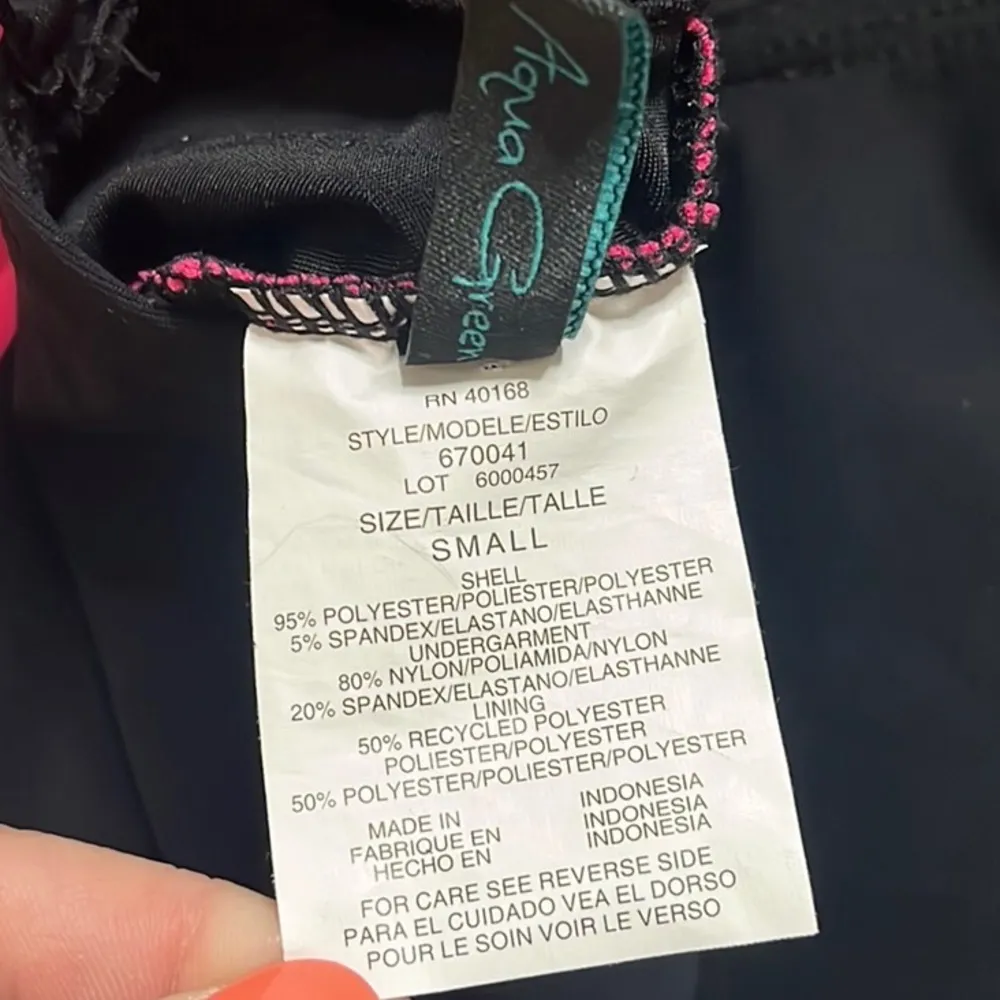 Aqua Green
RN 40168
STYLE/MODELE/ESTILO
670041
LOT 6000457
SIZE/TAILLE/TALLE
SMALL
SHELL
95% POLYESTER/POLIESTER/POLYESTER
5% SPANDEX/ELASTANO/ELASTHANNE
UNDERGARMENT
80% NYLON/POLIAMIDA/NYLON
20% SPANDEX/ELASTANO/ELASTHANNE
LINING
50% RECYCLED POLYESTER
POLIESTER/POLYESTER
50% POLYESTER/POLIESTER/POLYESTER
MADE IN INDONESIA
FABRIQUE EN INDONESIA
HECHO EN INDONESIA
FOR CARE SEE REVERSE SIDE
PARA EL CUIDADO VEA EL DORSO
POUR LE SOIN VOIR LE VERSO